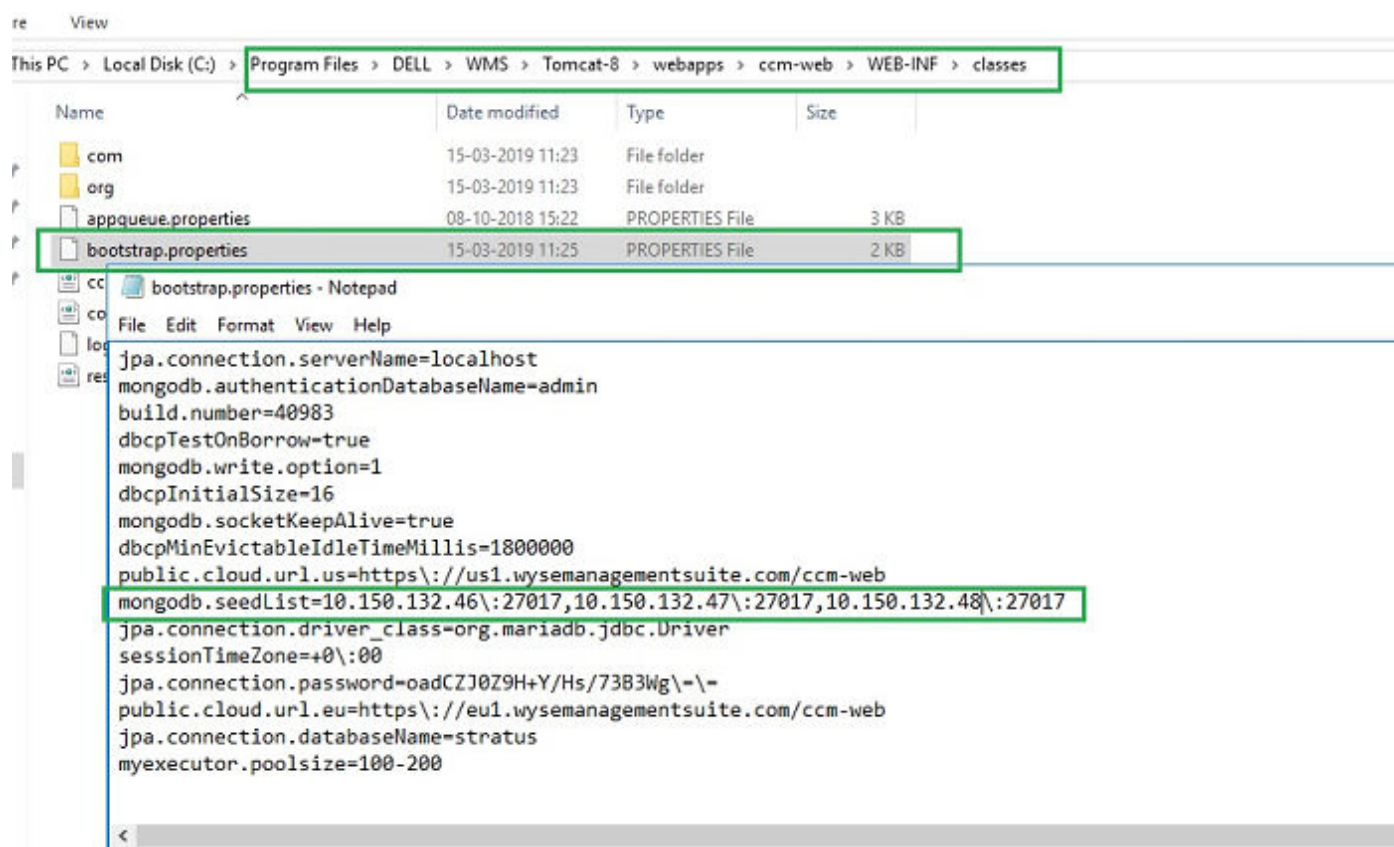 re View
This PC > Local Disk (C:) > Program Files > DELL > WMS > Tomcat-8 > webapps > ccm-web > WEB-INF > classes
Name Date modified Type Size
com 15-03-2019 11:23 File folder
org 15-03-2019 11:23 File folder
appqueue.properties 08-10-2018 15:22 PROPERTIES File 3 KB
bootstrap.properties 15-03-2019 11:25 PROPERTIES File 2 KB
cc
bootstrap.properties - Notepad
co
File Edit Format View Help
log
jpa.connection.serverName=localhost
res
mongodb.authenticationDatabaseName=admin
build.number=40983
dbcpTestOnBorrow=true
mongodb.write.option=1
dbcpInitialSize=16
mongodb.socketKeepAlive=true
dbcpMinEvictableIdleTimeMillis=1800000
public.cloud.url.us=https\://us1.wysemanagementsuite.com/ccm-web
mongodb.seedList=10.150.132.46\:27017,10.150.132.47\:27017,10.150.132.48\:27017
jpa.connection.driver_class=org.mariadb.jdbc.Driver
sessionTimeZone=+0\:00
jpa.connection.password=oadCZJ0Z9H+Y/Hs/73B3Wg\=\=
public.cloud.url.eu=https\://eu1.wysemanagementsuite.com/ccm-web
jpa.connection.databaseName=stratus
myexecutor.poolsize=100-200